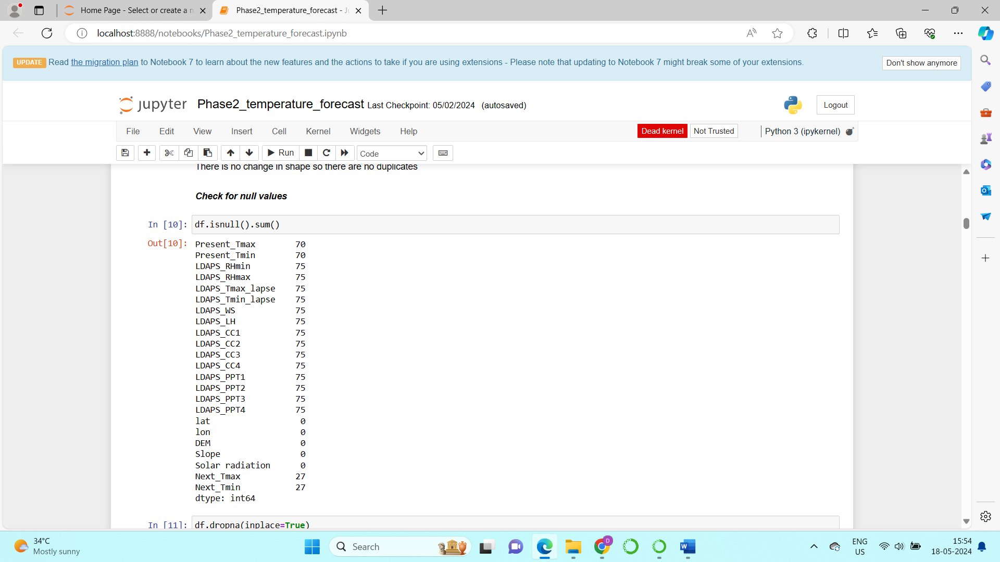 Home Page - Select or create a n
Phase2_temperature_forecast - Ju
localhost:8888/notebooks/Phase2_temperature_forecast.ipynb
UPDATE Read the migration plan to Notebook 7 to learn about the new features and the actions to take if you are using extensions - Please note that updating to Notebook 7 might break some of your extensions.
Don't show anymore
jupyter Phase2_temperature_forecast Last Checkpoint: 05/02/2024 (autosaved)
Logout
File Edit View Insert Cell Kernel Widgets Help
Dead kernel Not Trusted Python 3 (ipykernel)
Run Code
There is no change in shape so there are no duplicates
Check for null values
In [10]: df.isnull().sum()
Out[10]: Present_Tmax 70
Present_Tmin 70
LDAPS_RHmin 75
LDAPS_RHmax 75
LDAPS_Tmax_lapse 75
LDAPS_Tmin_lapse 75
LDAPS_WS 75
LDAPS_LH 75
LDAPS_CC1 75
LDAPS_CC2 75
LDAPS_CC3 75
LDAPS_CC4 75
LDAPS_PPT1 75
LDAPS_PPT2 75
LDAPS_PPT3 75
LDAPS_PPT4 75
lat 0
lon 0
DEM 0
Slope 0
Solar radiation 0
Next_Tmax 27
Next_Tmin 27
dtype: int64
In [11]: df.dropna(inplace=True)
34°C
Mostly sunny
Search
D
ENG
US
15:54
18-05-2024